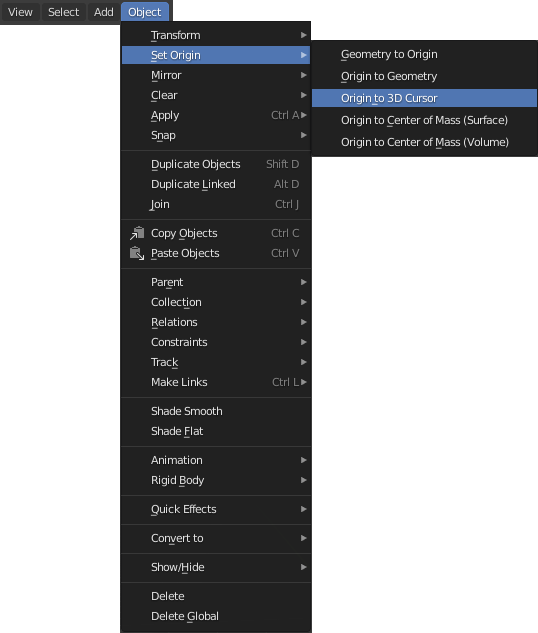 View Select Add Object
Transform
Set Origin
Mirror
Clear
Apply Ctrl A
Snap
Duplicate Objects Shift D
Duplicate Linked Alt D
Join Ctrl J
Copy Objects Ctrl C
Paste Objects Ctrl V
Parent
Collection
Relations
Constraints
Track
Make Links Ctrl L
Shade Smooth
Shade Flat
Animation
Rigid Body
Quick Effects
Convert to
Show/Hide
Delete
Delete Global
Geometry to Origin
Origin to Geometry
Origin to 3D Cursor
Origin to Center of Mass (Surface)
Origin to Center of Mass (Volume)